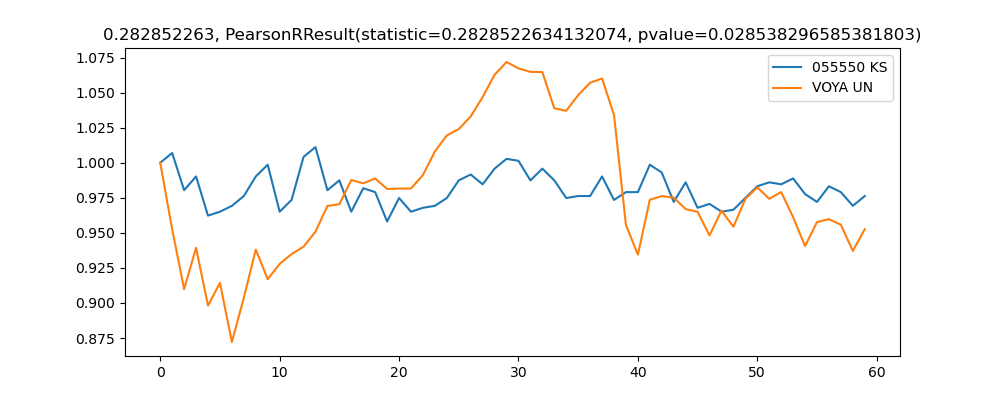 0.282852263, PearsonRResult(statistic=0.2828522634132074, pvalue=0.028538296585381803)
1.075
1.050
1.025
1.000
0.975
0.950
0.925
0.900
0.875
055550 KS
VOYA UN
0 10 20 30 40 50 60